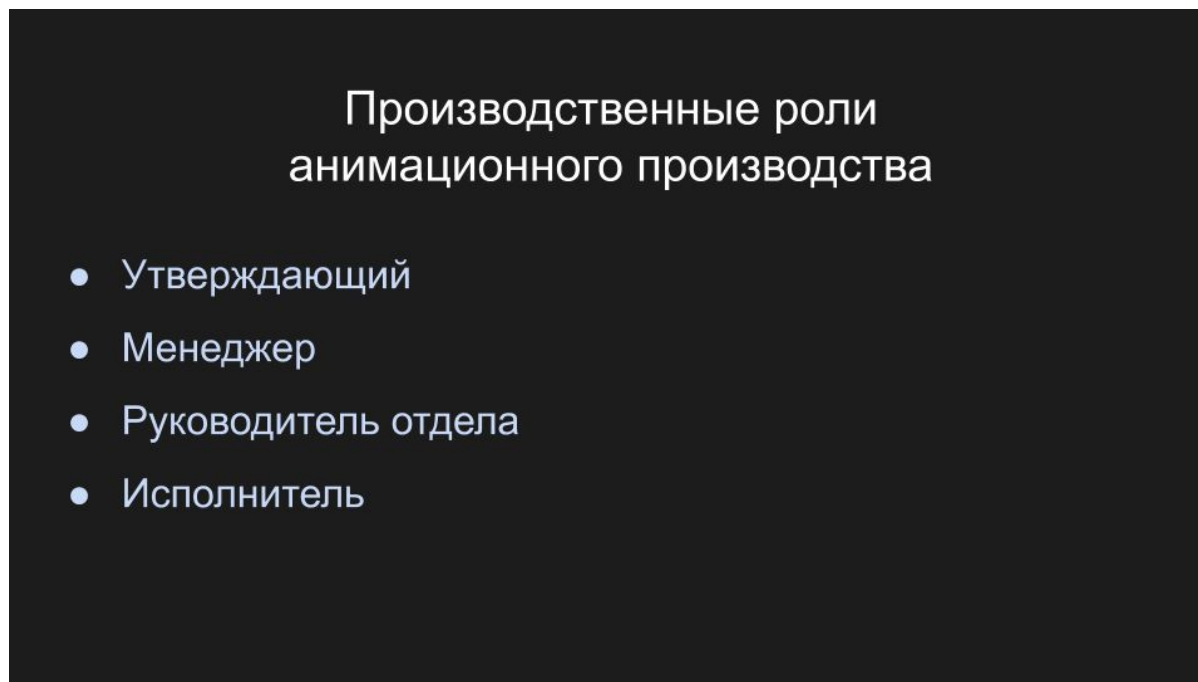 Производственные роли
анимационного производства
● Утверждающий
● Менеджер
● Руководитель отдела
● Исполнитель